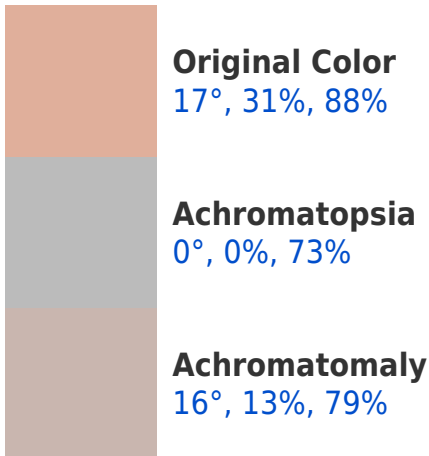 Original Color
17°, 31%, 88%
Achromatopsia
0°, 0%, 73%
Achromatomaly
16°, 13%, 79%